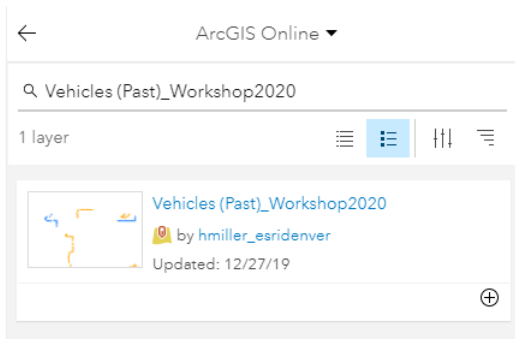 ArcGIS Online
Vehicles (Past)_Workshop2020
1 layer
Vehicles (Past)_Workshop2020
by hmiller_esridenver
Updated: 12/27/19